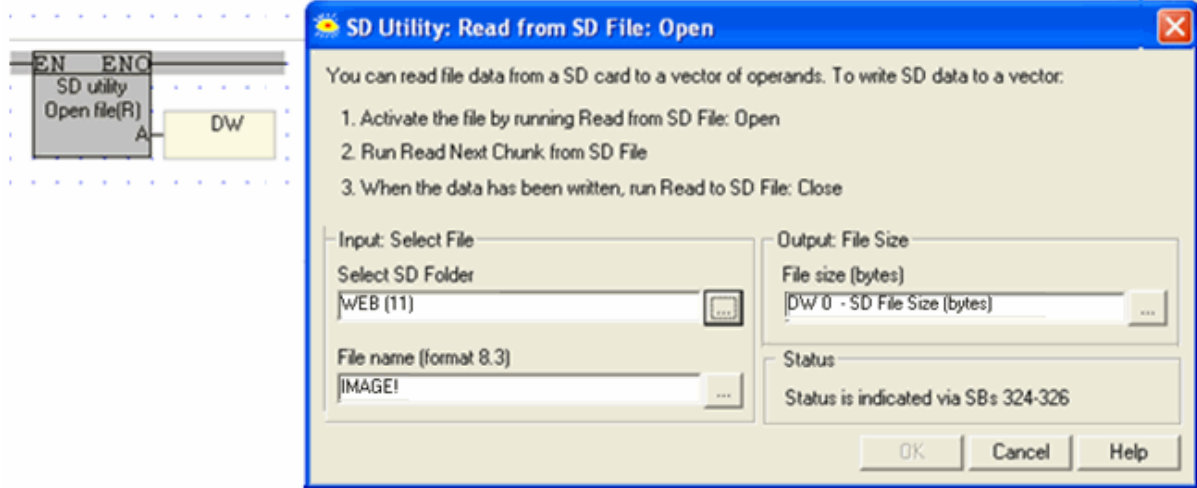 EN ENO
SD utility
Open file(R)
A
DW
SD Utility: Read from SD File: Open
You can read file data from a SD card to a vector of operands. To write SD data to a vector:
1. Activate the file by running Read from SD File: Open
2. Run Read Next Chunk from SD File
3. When the data has been written, run Read to SD File: Close
Input: Select File
Select SD Folder
WEB (11)
...
File name (format 8.3)
IMAGE!
...
Output: File Size
File size (bytes)
DW 0 - SD File Size (bytes)
...
Status
Status is indicated via SBs 324-326
OK
Cancel
Help